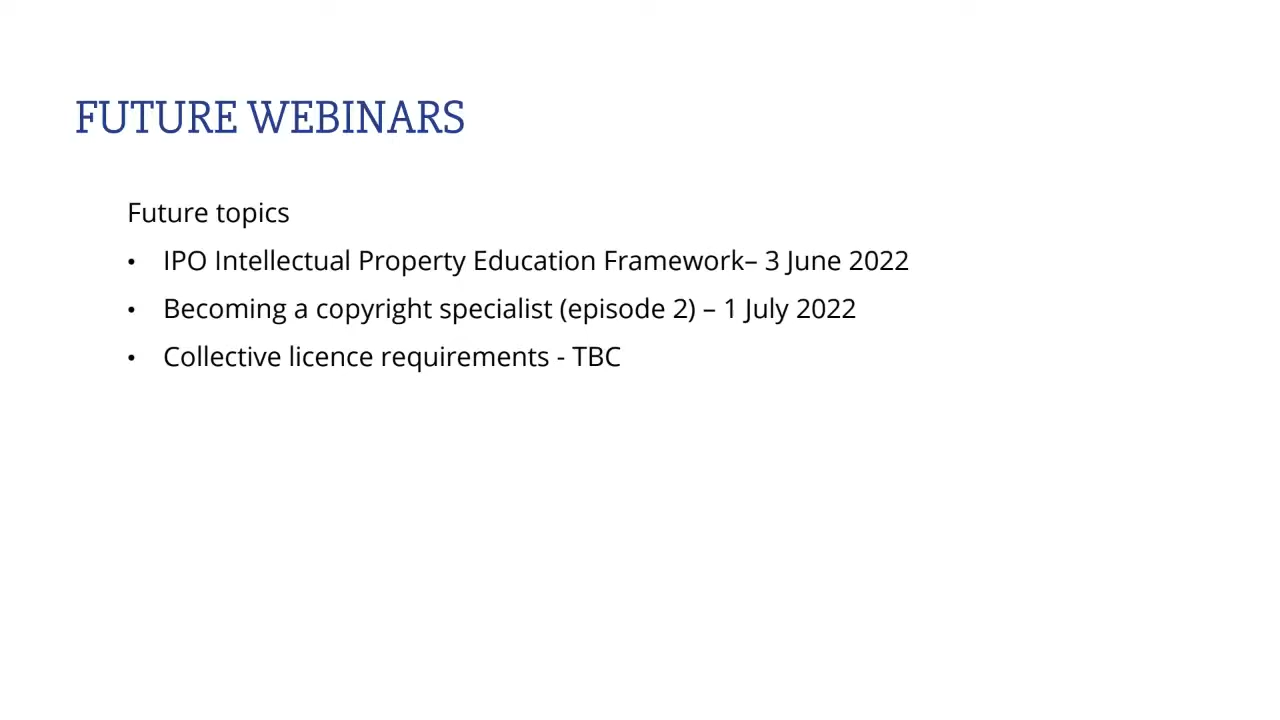 FUTURE WEBINARS
Future topics
• IPO Intellectual Property Education Framework– 3 June 2022
• Becoming a copyright specialist (episode 2) – 1 July 2022
• Collective licence requirements - TBC